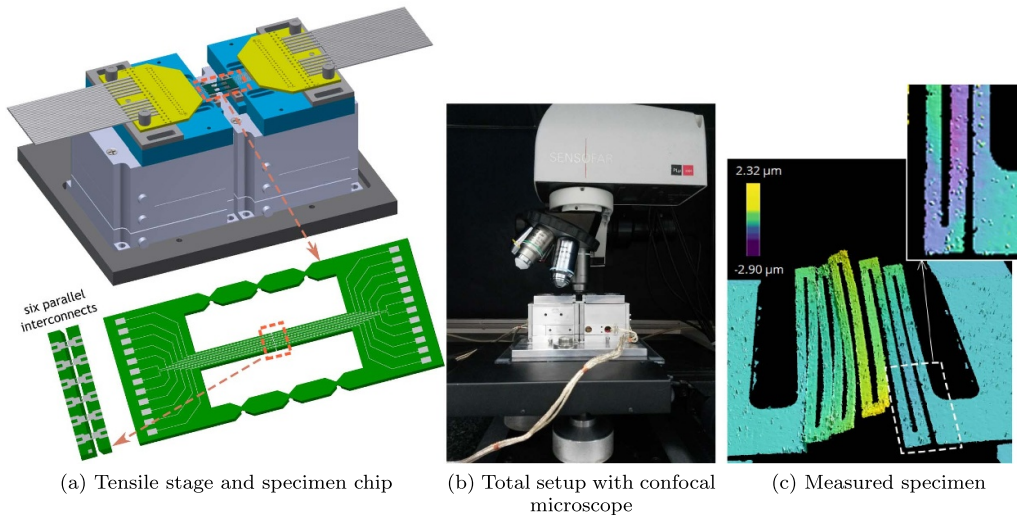 six parallel
interconnects
SENSOFAR
2.32 µm
-2.90 µm
(a) Tensile stage and specimen chip
(b) Total setup with confocal
microscope
(c) Measured specimen